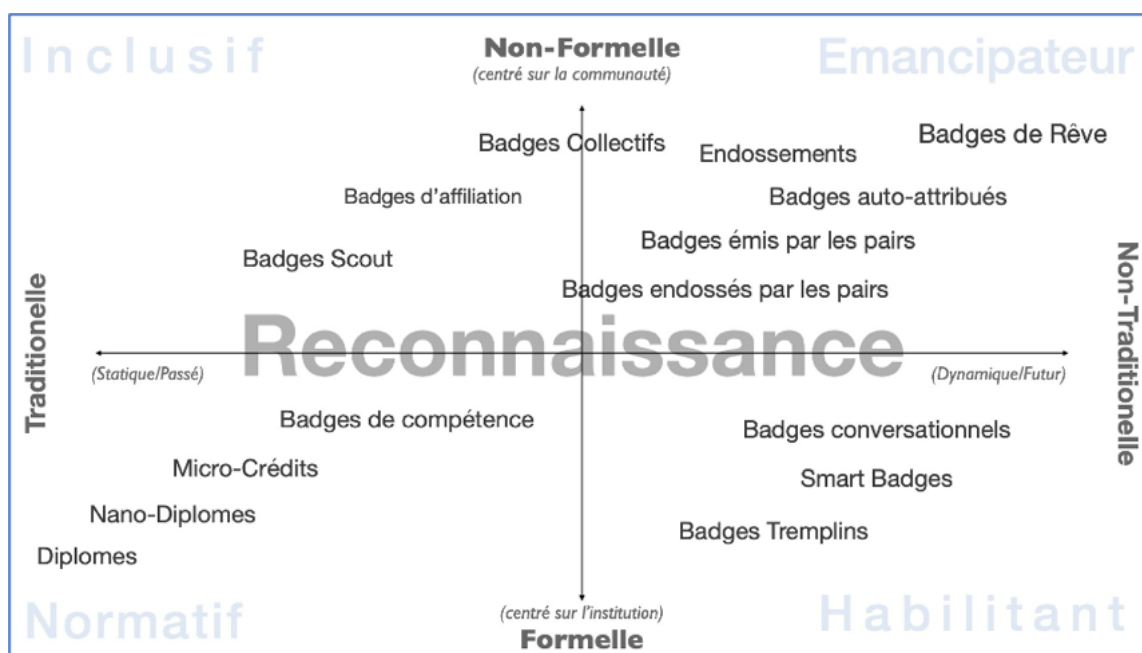 Inclusif
Non-Formelle
(centré sur la communauté)
Emancipateur
Badges Collectifs
Endossements
Badges de Rêve
Badges d'affiliation
Badges auto-attribués
Badges Scout
Badges émis par les pairs
Badges endossés par les pairs
Traditionelle
Reconnaissance
Non-Traditionelle
(Statique/Passé)
(Dynamique/Futur)
Badges de compétence
Badges conversationnels
Micro-Crédits
Smart Badges
Nano-Diplomes
Badges Tremplins
Diplomes
Normatif
(centré sur l'institution)
Formelle
Habilitant